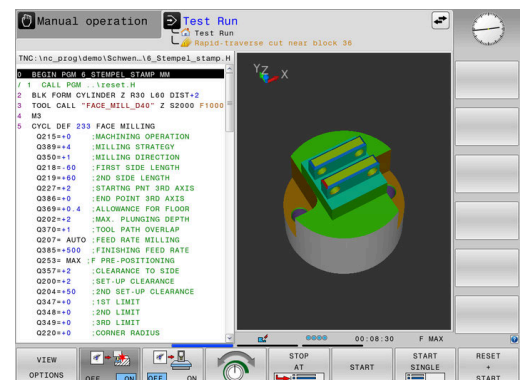 Manual operation
Test Run
Test Run
Rapid-traverse cut near block 36
TNC:\nc_prog\demo\Schwen…\6_Stempel_stamp.H
0 BEGIN PGM 6_STEMPEL_STAMP MM
/ 1 CALL PGM ..\reset.H
2 BLK FORM CYLINDER Z R30 L60 DIST+2
3 TOOL CALL "FACE_MILL_D40" Z S2000 F1000
4 M3
5 CYCL DEF 233 FACE MILLING
Q215=+0 ;MACHINING OPERATION
Q389=+4 ;MILLING STRATEGY
Q350=+1 ;MILLING DIRECTION
Q218=-60 ;FIRST SIDE LENGTH
Q219=+60 ;2ND SIDE LENGTH
Q227=+2 ;STARTNG PNT 3RD AXIS
Q386=+0 ;END POINT 3RD AXIS
Q369=+0.4 ;ALLOWANCE FOR FLOOR
Q202=+2 ;MAX. PLUNGING DEPTH
Q370=+1 ;TOOL PATH OVERLAP
Q207= AUTO ;FEED RATE MILLING
Q385=+500 ;FINISHING FEED RATE
Q253= MAX ;F PRE-POSITIONING
Q357=+2 ;CLEARANCE TO SIDE
Q200=+2 ;SET-UP CLEARANCE
Q204=+50 ;2ND SET-UP CLEARANCE
Q347=+0 ;1ST LIMIT
Q348=+0 ;2ND LIMIT
Q349=+0 ;3RD LIMIT
Q220=+0 ;CORNER RADIUS
Y Z X
00:08:30 F MAX
VIEW
OPTIONS
OFF ON
OFF ON
STOP
AT
START
START
SINGLE
RESET
+
START